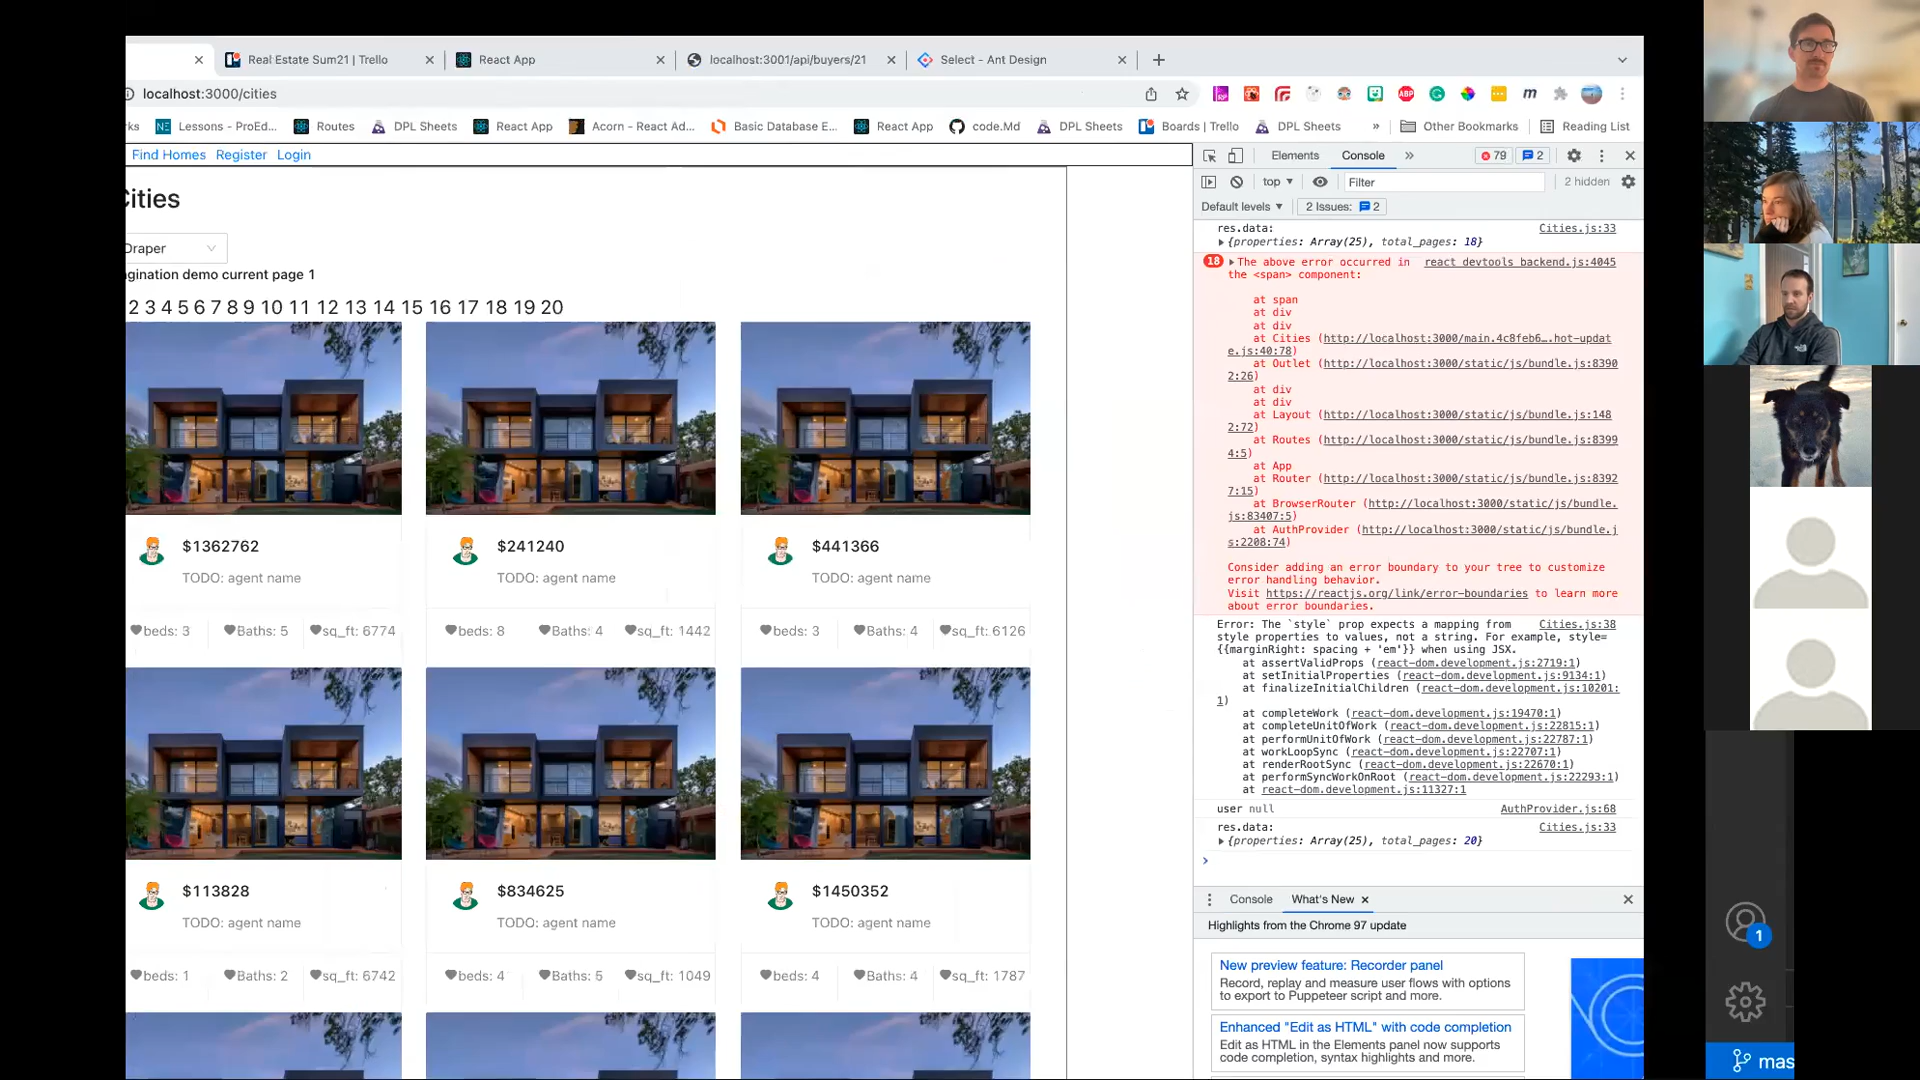 Real Estate Sum21 | Trello
React App
localhost:3001/api/buyers/21
Select - Ant Design
localhost:3000/cities
Lessons - ProEd...
Routes
DPL Sheets
React App
Acorn - React Ad...
Basic Database E...
React App
code.Md
DPL Sheets
Boards | Trello
DPL Sheets
»
Other Bookmarks
Reading List
Find Homes Register Login
Cities
Draper
agination demo current page 1
2 3 4 5 6 7 8 9 10 11 12 13 14 15 16 17 18 19 20
$1362762
TODO: agent name
beds: 3 Baths: 5 sq_ft: 6774
$241240
TODO: agent name
beds: 8 Baths: 4 sq_ft: 1442
$441366
TODO: agent name
beds: 3 Baths: 4 sq_ft: 6126
$113828
TODO: agent name
beds: 1 Baths: 2 sq_ft: 6742
$834625
TODO: agent name
beds: 4 Baths: 5 sq_ft: 1049
$1450352
TODO: agent name
beds: 4 Baths: 4 sq_ft: 1787
Elements Console » 79 2
top Filter 2 hidden
Default levels 2 Issues: 2
res.data: Cities.js:33
{properties: Array(25), total_pages: 18}
18 The above error occurred in react_devtools_backend.js:4045
the <span> component:
at span
at div
at div
at Cities (http://localhost:3000/main.4c8feb6….hot-updat
e.js:40:78)
at Outlet (http://localhost:3000/static/js/bundle.js:8390
2:26)
at div
at div
at Layout (http://localhost:3000/static/js/bundle.js:148
2:72)
at Routes (http://localhost:3000/static/js/bundle.js:8399
4:5)
at App
at Router (http://localhost:3000/static/js/bundle.js:8392
7:15)
at BrowserRouter (http://localhost:3000/static/js/bundle.
js:83407:5)
at AuthProvider (http://localhost:3000/static/js/bundle.j
s:2208:74)
Consider adding an error boundary to your tree to customize
error handling behavior.
Visit https://reactjs.org/link/error-boundaries to learn more
about error boundaries.
Error: The `style` prop expects a mapping from Cities.js:38
style properties to values, not a string. For example, style=
{{marginRight: spacing + 'em'}} when using JSX.
at assertValidProps (react-dom.development.js:2719:1)
at setInitialProperties (react-dom.development.js:9134:1)
at finalizeInitialChildren (react-dom.development.js:10201:
1)
at completeWork (react-dom.development.js:19470:1)
at completeUnitOfWork (react-dom.development.js:22815:1)
at performUnitOfWork (react-dom.development.js:22787:1)
at workLoopSync (react-dom.development.js:22707:1)
at renderRootSync (react-dom.development.js:22670:1)
at performSyncWorkOnRoot (react-dom.development.js:22293:1)
at react-dom.development.js:11327:1
user null AuthProvider.js:68
res.data: Cities.js:33
{properties: Array(25), total_pages: 20}
Console What's New
Highlights from the Chrome 97 update
New preview feature: Recorder panel
Record, replay and measure user flows with options
to export to Puppeteer script and more.
Enhanced "Edit as HTML" with code completion
Edit as HTML in the Elements panel now supports
code completion, syntax highlights and more.
1
mas